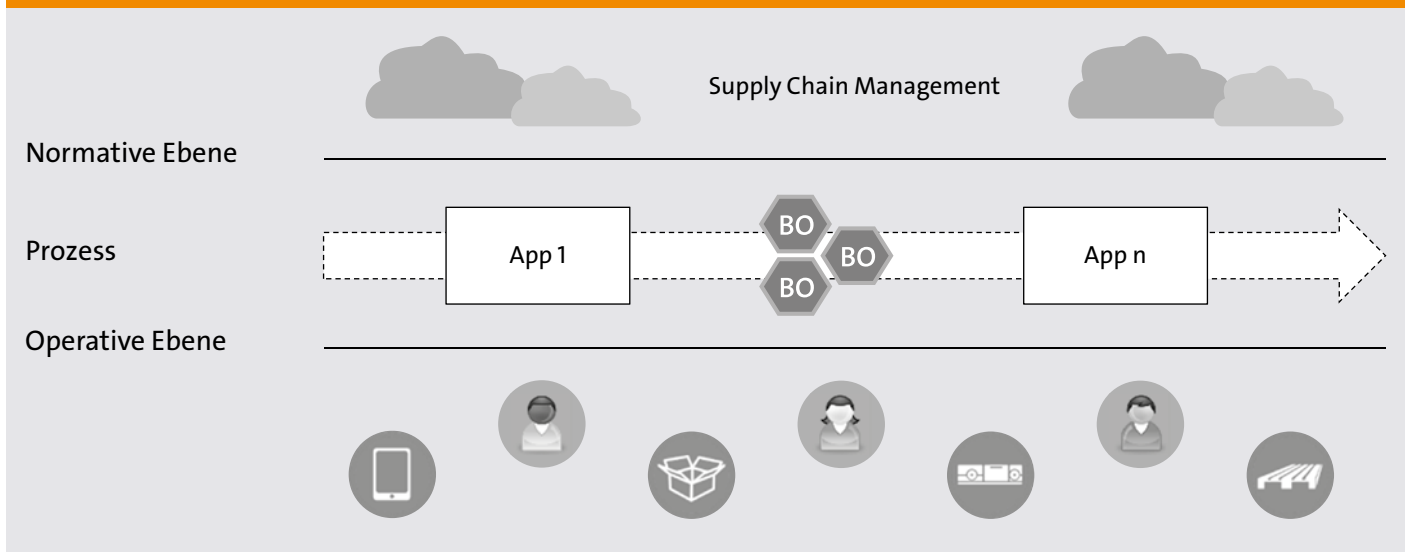 Supply Chain Management
Normative Ebene
BO
Prozess
App 1
BO
App n
BO
Operative Ebene